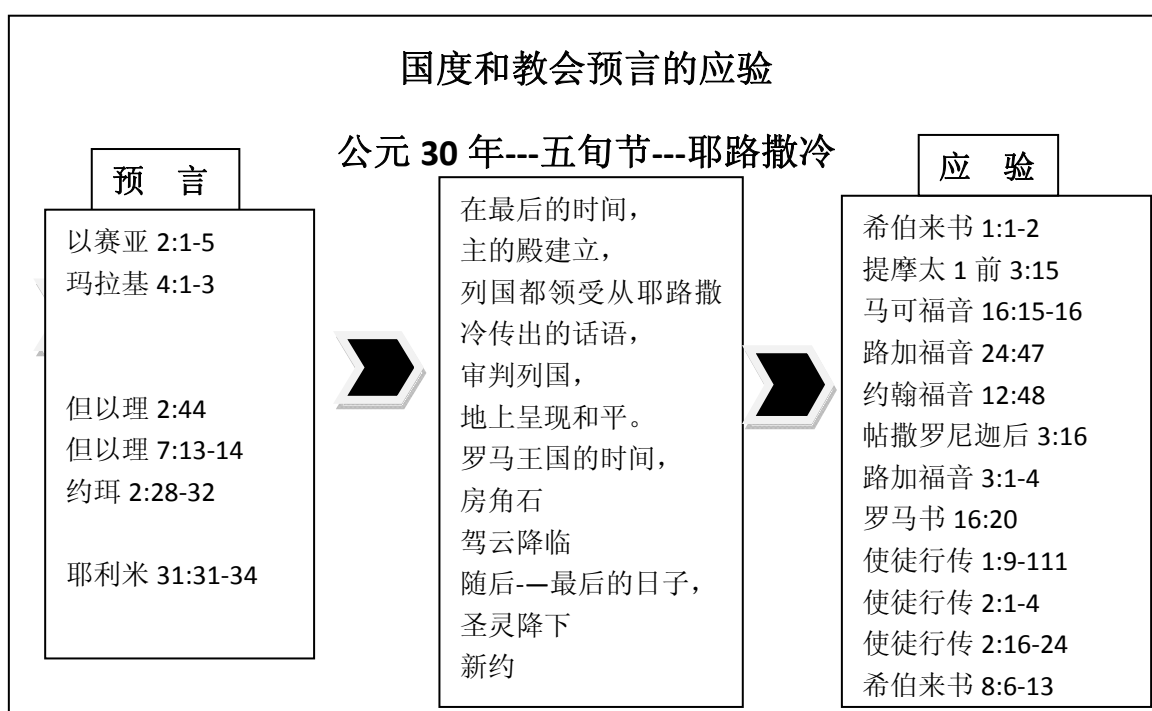 国度和教会预言的应验
公元 30 年---五旬节---耶路撒冷
预 言
以赛亚 2:1-5
玛拉基 4:1-3
但以理 2:44
但以理 7:13-14
约珥 2:28-32
耶利米 31:31-34
在最后的时间，
主的殿建立，
列国都领受从耶路撒
冷传出的话语，
审判列国，
地上呈现和平。
罗马王国的时间，
房角石
驾云降临
随后-—最后的日子，
圣灵降下
新约
应 验
希伯来书 1:1-2
提摩太 1 前 3:15
马可福音 16:15-16
路加福音 24:47
约翰福音 12:48
帖撒罗尼迦后 3:16
路加福音 3:1-4
罗马书 16:20
使徒行传 1:9-111
使徒行传 2:1-4
使徒行传 2:16-24
希伯来书 8:6-13